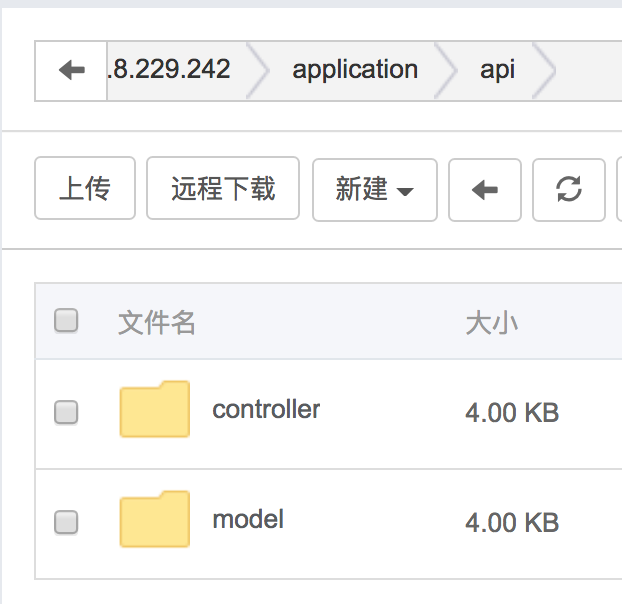 .8.229.242 application api
上传 远程下载 新建
文件名 大小
controller 4.00 KB
model 4.00 KB